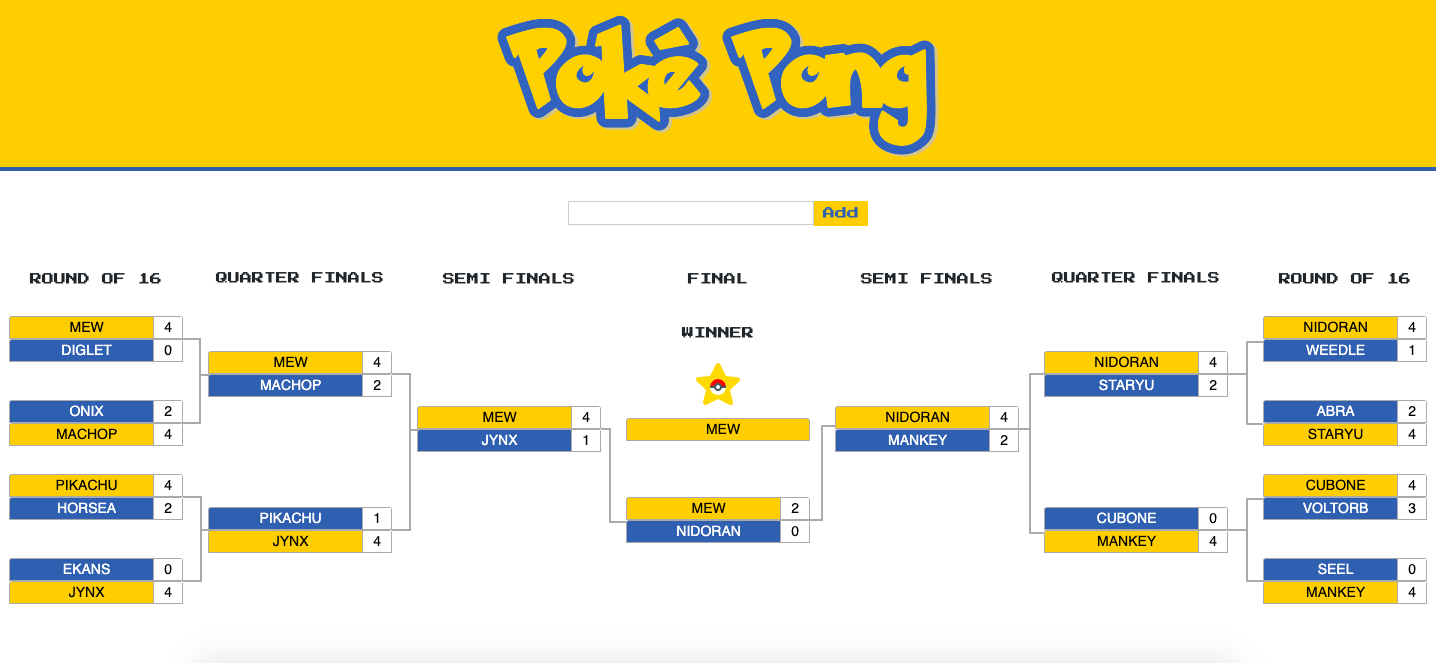 Poké Pong
Add
ROUND OF 16
QUARTER FINALS
SEMI FINALS
FINAL
SEMI FINALS
QUARTER FINALS
ROUND OF 16
MEW 4
DIGLET 0
ONIX 2
MACHOP 4
PIKACHU 4
HORSEA 2
EKANS 0
JYNX 4
MEW 4
MACHOP 2
PIKACHU 1
JYNX 4
MEW 4
JYNX 1
WINNER
MEW
MEW 2
NIDORAN 0
NIDORAN 4
MANKEY 2
NIDORAN 4
STARYU 2
CUBONE 0
MANKEY 4
NIDORAN 4
WEEDLE 1
ABRA 2
STARYU 4
CUBONE 4
VOLTORB 3
SEEL 0
MANKEY 4